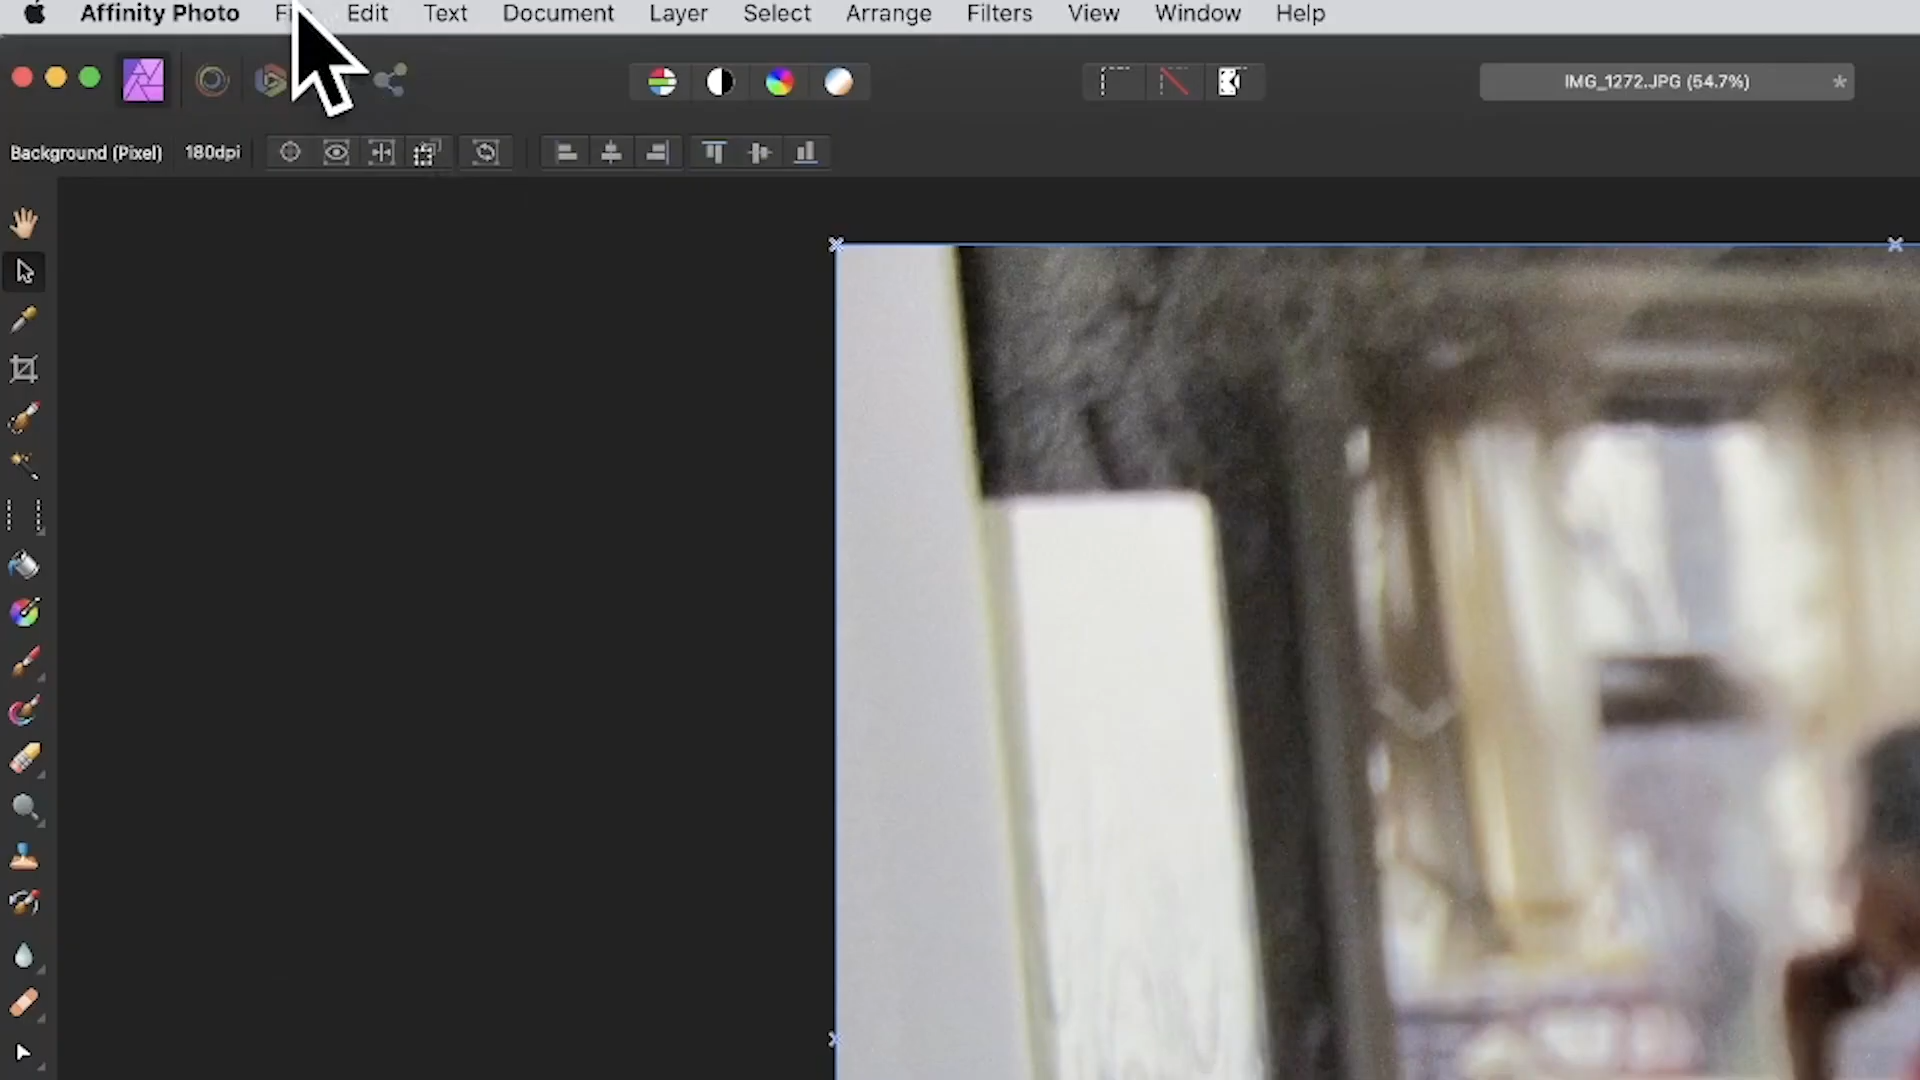 Affinity Photo File Edit Text Document Layer Select Arrange Filters View Window Help
IMG_1272.JPG (54.7%) *
Background (Pixel) 180dpi